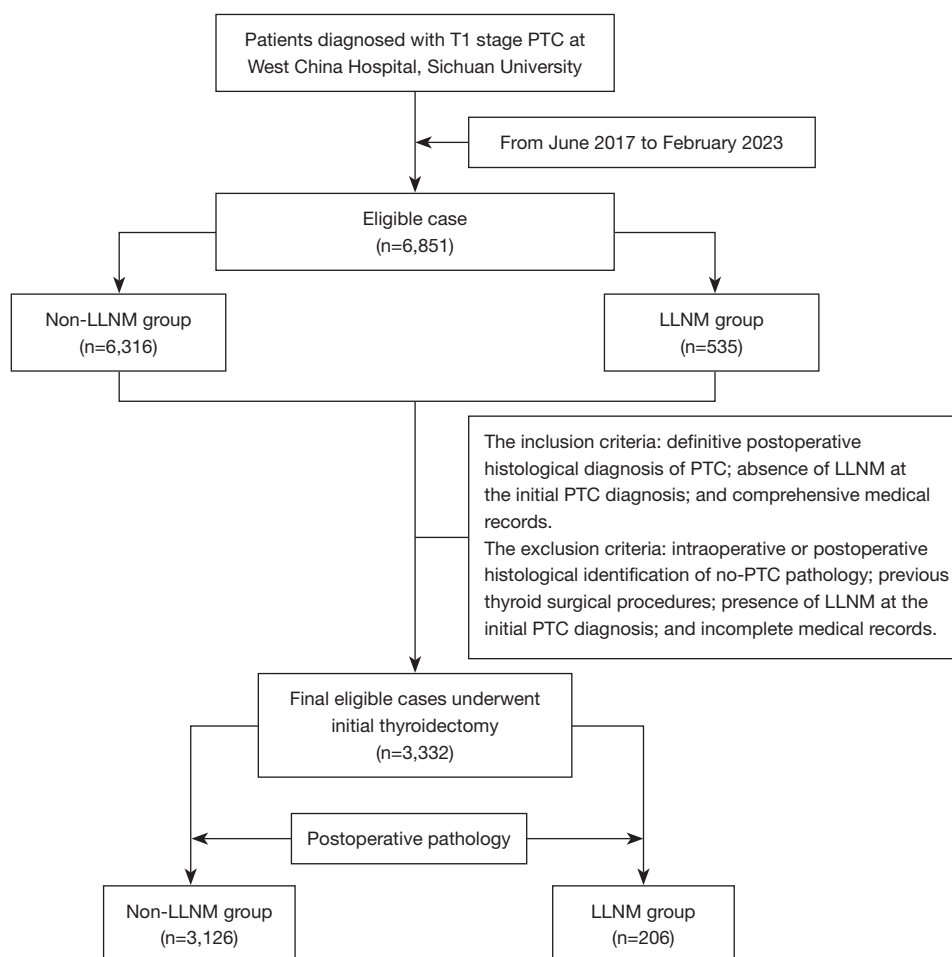 Patients diagnosed with T1 stage PTC at
West China Hospital, Sichuan University
From June 2017 to February 2023
Eligible case
(n=6,851)
Non-LLNM group
(n=6,316)
LLNM group
(n=535)
The inclusion criteria: definitive postoperative
histological diagnosis of PTC; absence of LLNM at
the initial PTC diagnosis; and comprehensive medical
records.
The exclusion criteria: intraoperative or postoperative
histological identification of no-PTC pathology; previous
thyroid surgical procedures; presence of LLNM at the
initial PTC diagnosis; and incomplete medical records.
Final eligible cases underwent
initial thyroidectomy
(n=3,332)
Postoperative pathology
Non-LLNM group
(n=3,126)
LLNM group
(n=206)